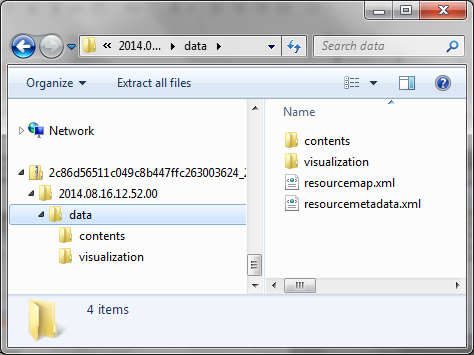 « 2014.0... ▸ data ▸
Search data
Organize
Extract all files
Network
2c86d56511c049c8b447ffc263003624_2
2014.08.16.12.52.00
data
contents
visualization
Name
contents
visualization
resourcemap.xml
resourcemetadata.xml
4 items